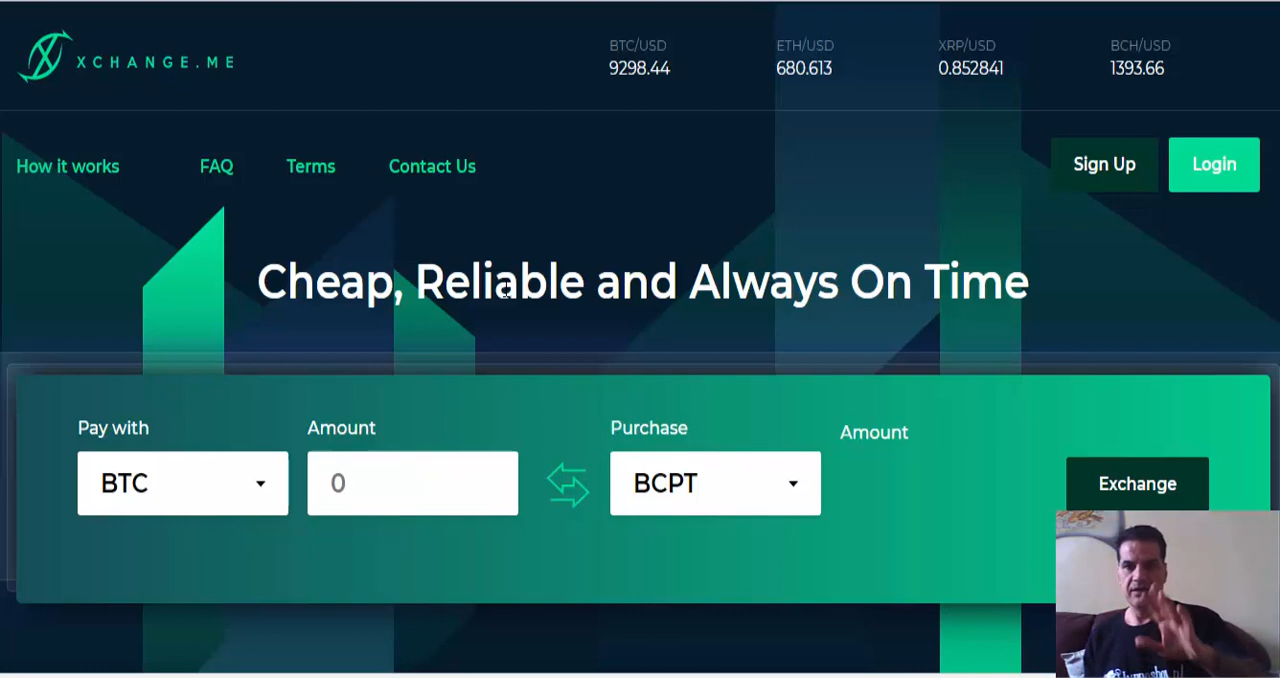 XCHANGE.ME
BTC/USD
9298.44
ETH/USD
680.613
XRP/USD
0.852841
BCH/USD
1393.66
How it works
FAQ
Terms
Contact Us
Sign Up
Login
Cheap, Reliable and Always On Time
Pay with
BTC
Amount
0
Purchase
BCPT
Amount
Exchange